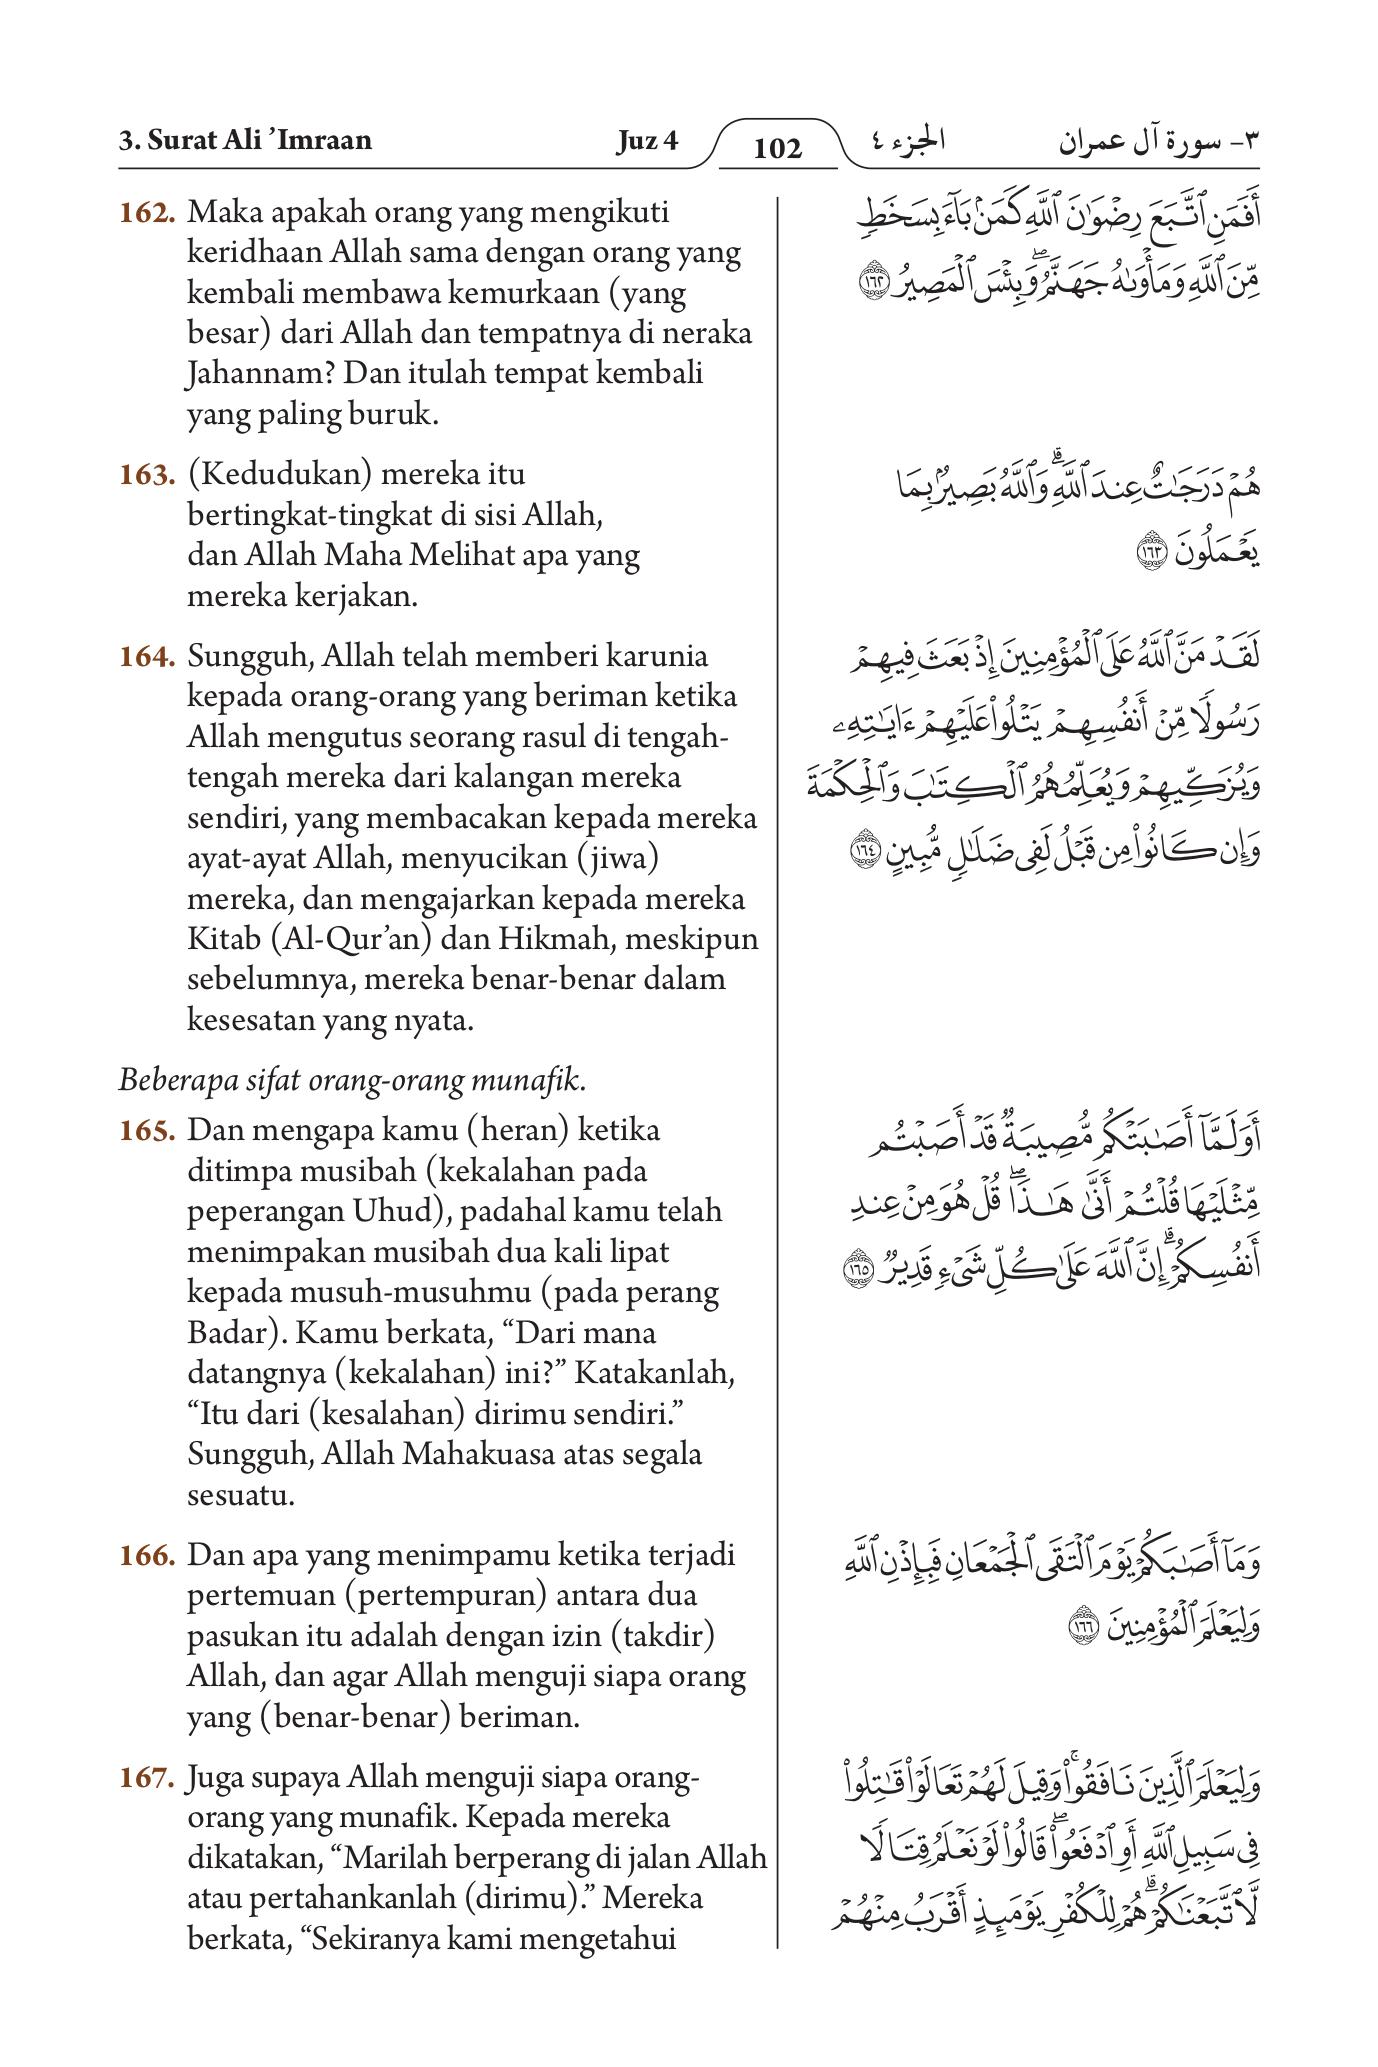 3. Surat Ali ’Imraan
Juz 4
102
الجزء ٤
٣- سورة آل عمران
162. Maka apakah orang yang mengikuti
keridhaan Allah sama dengan orang yang
kembali membawa kemurkaan (yang
besar) dari Allah dan tempatnya di neraka
Jahannam? Dan itulah tempat kembali
yang paling buruk.
163. (Kedudukan) mereka itu
bertingkat-tingkat di sisi Allah,
dan Allah Maha Melihat apa yang
mereka kerjakan.
164. Sungguh, Allah telah memberi karunia
kepada orang-orang yang beriman ketika
Allah mengutus seorang rasul di tengah-
tengah mereka dari kalangan mereka
sendiri, yang membacakan kepada mereka
ayat-ayat Allah, menyucikan (jiwa)
mereka, dan mengajarkan kepada mereka
Kitab (Al-Qur’an) dan Hikmah, meskipun
sebelumnya, mereka benar-benar dalam
kesesatan yang nyata.
Beberapa sifat orang-orang munafik.
165. Dan mengapa kamu (heran) ketika
ditimpa musibah (kekalahan pada
peperangan Uhud), padahal kamu telah
menimpakan musibah dua kali lipat
kepada musuh-musuhmu (pada perang
Badar). Kamu berkata, “Dari mana
datangnya (kekalahan) ini?” Katakanlah,
“Itu dari (kesalahan) dirimu sendiri.”
Sungguh, Allah Mahakuasa atas segala
sesuatu.
166. Dan apa yang menimpamu ketika terjadi
pertemuan (pertempuran) antara dua
pasukan itu adalah dengan izin (takdir)
Allah, dan agar Allah menguji siapa orang
yang (benar-benar) beriman.
167. Juga supaya Allah menguji siapa orang-
orang yang munafik. Kepada mereka
dikatakan, “Marilah berperang di jalan Allah
atau pertahankanlah (dirimu).” Mereka
berkata, “Sekiranya kami mengetahui
أَفَمَنِ ٱتَّبَعَ رِضْوَٰنَ ٱللَّهِ كَمَنۢ بَآءَ بِسَخَطٍ
مِّنَ ٱللَّهِ وَمَأْوَىٰهُ جَهَنَّمُۖ وَبِئْسَ ٱلْمَصِيرُ ١٦٢
هُمْ دَرَجَٰتٌ عِندَ ٱللَّهِۗ وَٱللَّهُ بَصِيرٌۢ بِمَا
يَعْمَلُونَ ١٦٣
لَقَدْ مَنَّ ٱللَّهُ عَلَى ٱلْمُؤْمِنِينَ إِذْ بَعَثَ فِيهِمْ
رَسُولًا مِّنْ أَنفُسِهِمْ يَتْلُوا۟ عَلَيْهِمْ ءَايَٰتِهِۦ
وَيُزَكِّيهِمْ وَيُعَلِّمُهُمُ ٱلْكِتَٰبَ وَٱلْحِكْمَةَ
وَإِن كَانُوا۟ مِن قَبْلُ لَفِى ضَلَٰلٍ مُّبِينٍ ١٦٤
أَوَلَمَّآ أَصَٰبَتْكُم مُّصِيبَةٌ قَدْ أَصَبْتُم
مِّثْلَيْهَا قُلْتُمْ أَنَّىٰ هَٰذَاۖ قُلْ هُوَ مِنْ عِندِ
أَنفُسِكُمْۗ إِنَّ ٱللَّهَ عَلَىٰ كُلِّ شَىْءٍ قَدِيرٌ ١٦٥
وَمَآ أَصَٰبَكُمْ يَوْمَ ٱلْتَقَى ٱلْجَمْعَانِ فَبِإِذْنِ ٱللَّهِ
وَلِيَعْلَمَ ٱلْمُؤْمِنِينَ ١٦٦
وَلِيَعْلَمَ ٱلَّذِينَ نَافَقُوا۟ۚ وَقِيلَ لَهُمْ تَعَالَوْا۟ قَٰتِلُوا۟
فِى سَبِيلِ ٱللَّهِ أَوِ ٱدْفَعُوا۟ۖ قَالُوا۟ لَوْ نَعْلَمُ قِتَالًا
لَّٱتَّبَعْنَٰكُمْۗ هُمْ لِلْكُفْرِ يَوْمَئِذٍ أَقْرَبُ مِنْهُمْ